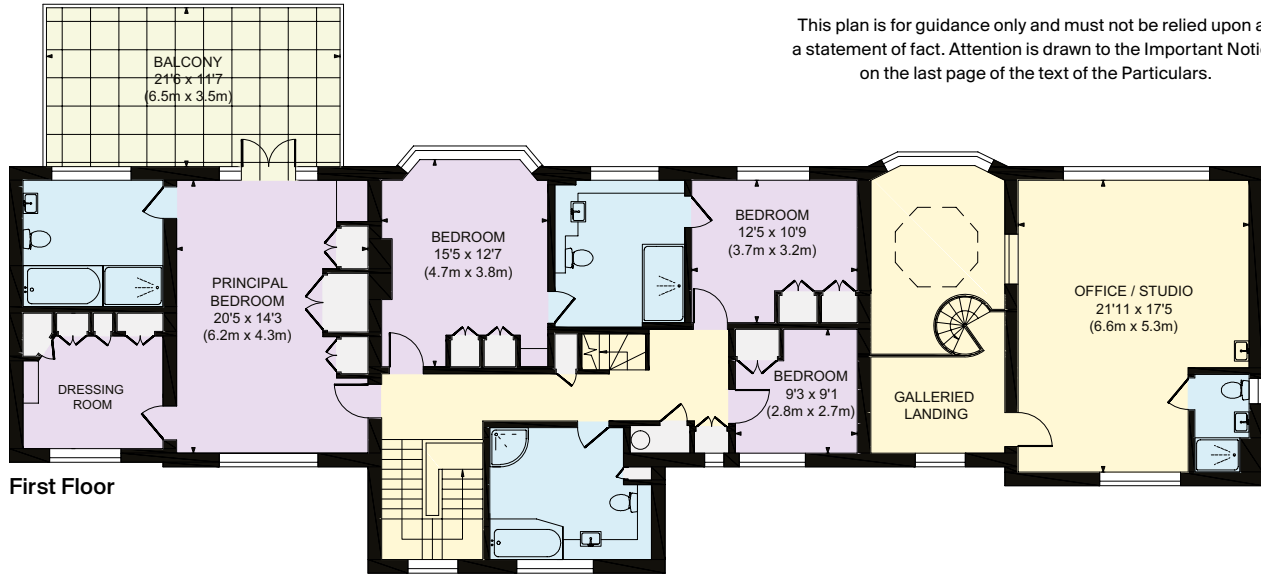 This plan is for guidance only and must not be relied upon a
a statement of fact. Attention is drawn to the Important Noti
on the last page of the text of the Particulars.
BALCONY
21'6 x 11'7
(6.5m x 3.5m)
PRINCIPAL
BEDROOM
20'5 x 14'3
(6.2m x 4.3m)
DRESSING
ROOM
BEDROOM
15'5 x 12'7
(4.7m x 3.8m)
BEDROOM
12'5 x 10'9
(3.7m x 3.2m)
BEDROOM
9'3 x 9'1
(2.8m x 2.7m)
GALLERIED
LANDING
OFFICE / STUDIO
21'11 x 17'5
(6.6m x 5.3m)
First Floor